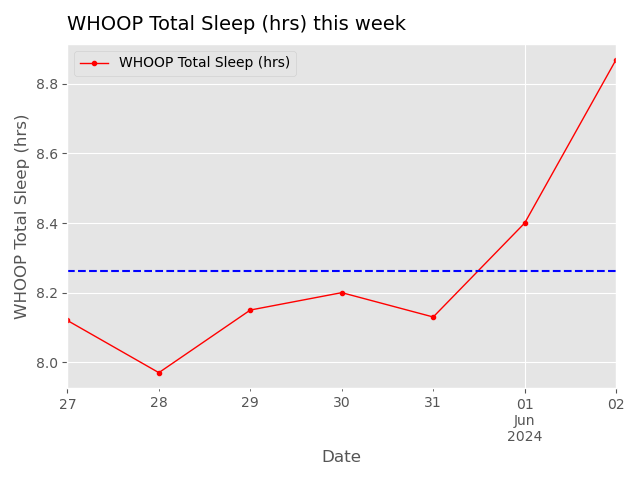 WHOOP Total Sleep (hrs) this week
WHOOP Total Sleep (hrs)
WHOOP Total Sleep (hrs)
8.8
8.6
8.4
8.2
8.0
27
28
29
30
31
01
Jun
2024
02
Date